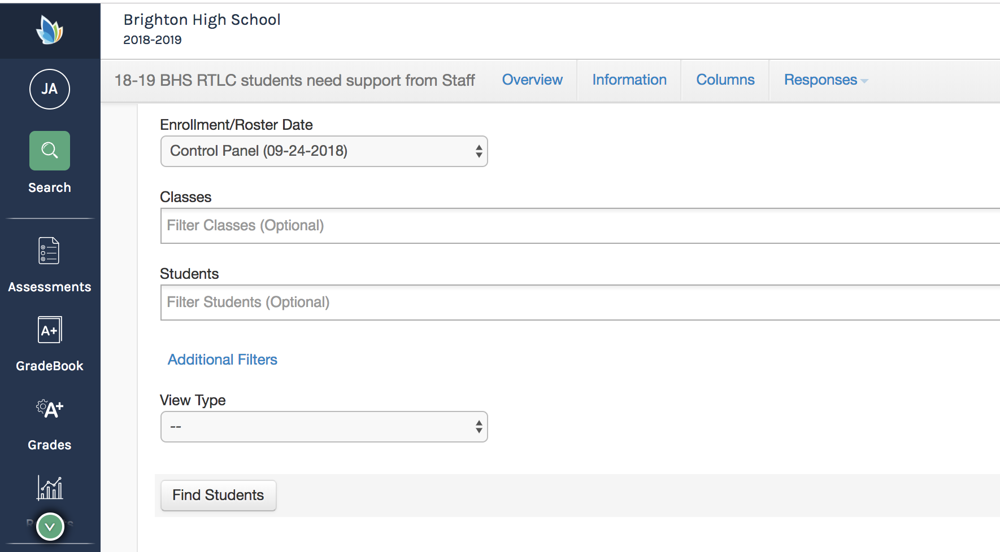 Brighton High School
2018-2019
JA
18-19 BHS RTLC students need support from Staff
Overview
Information
Columns
Responses
Search
Enrollment/Roster Date
Control Panel (09-24-2018)
Classes
Filter Classes (Optional)
Students
Filter Students (Optional)
Assessments
A+
GradeBook
Additional Filters
View Type
--
A+
Grades
Find Students